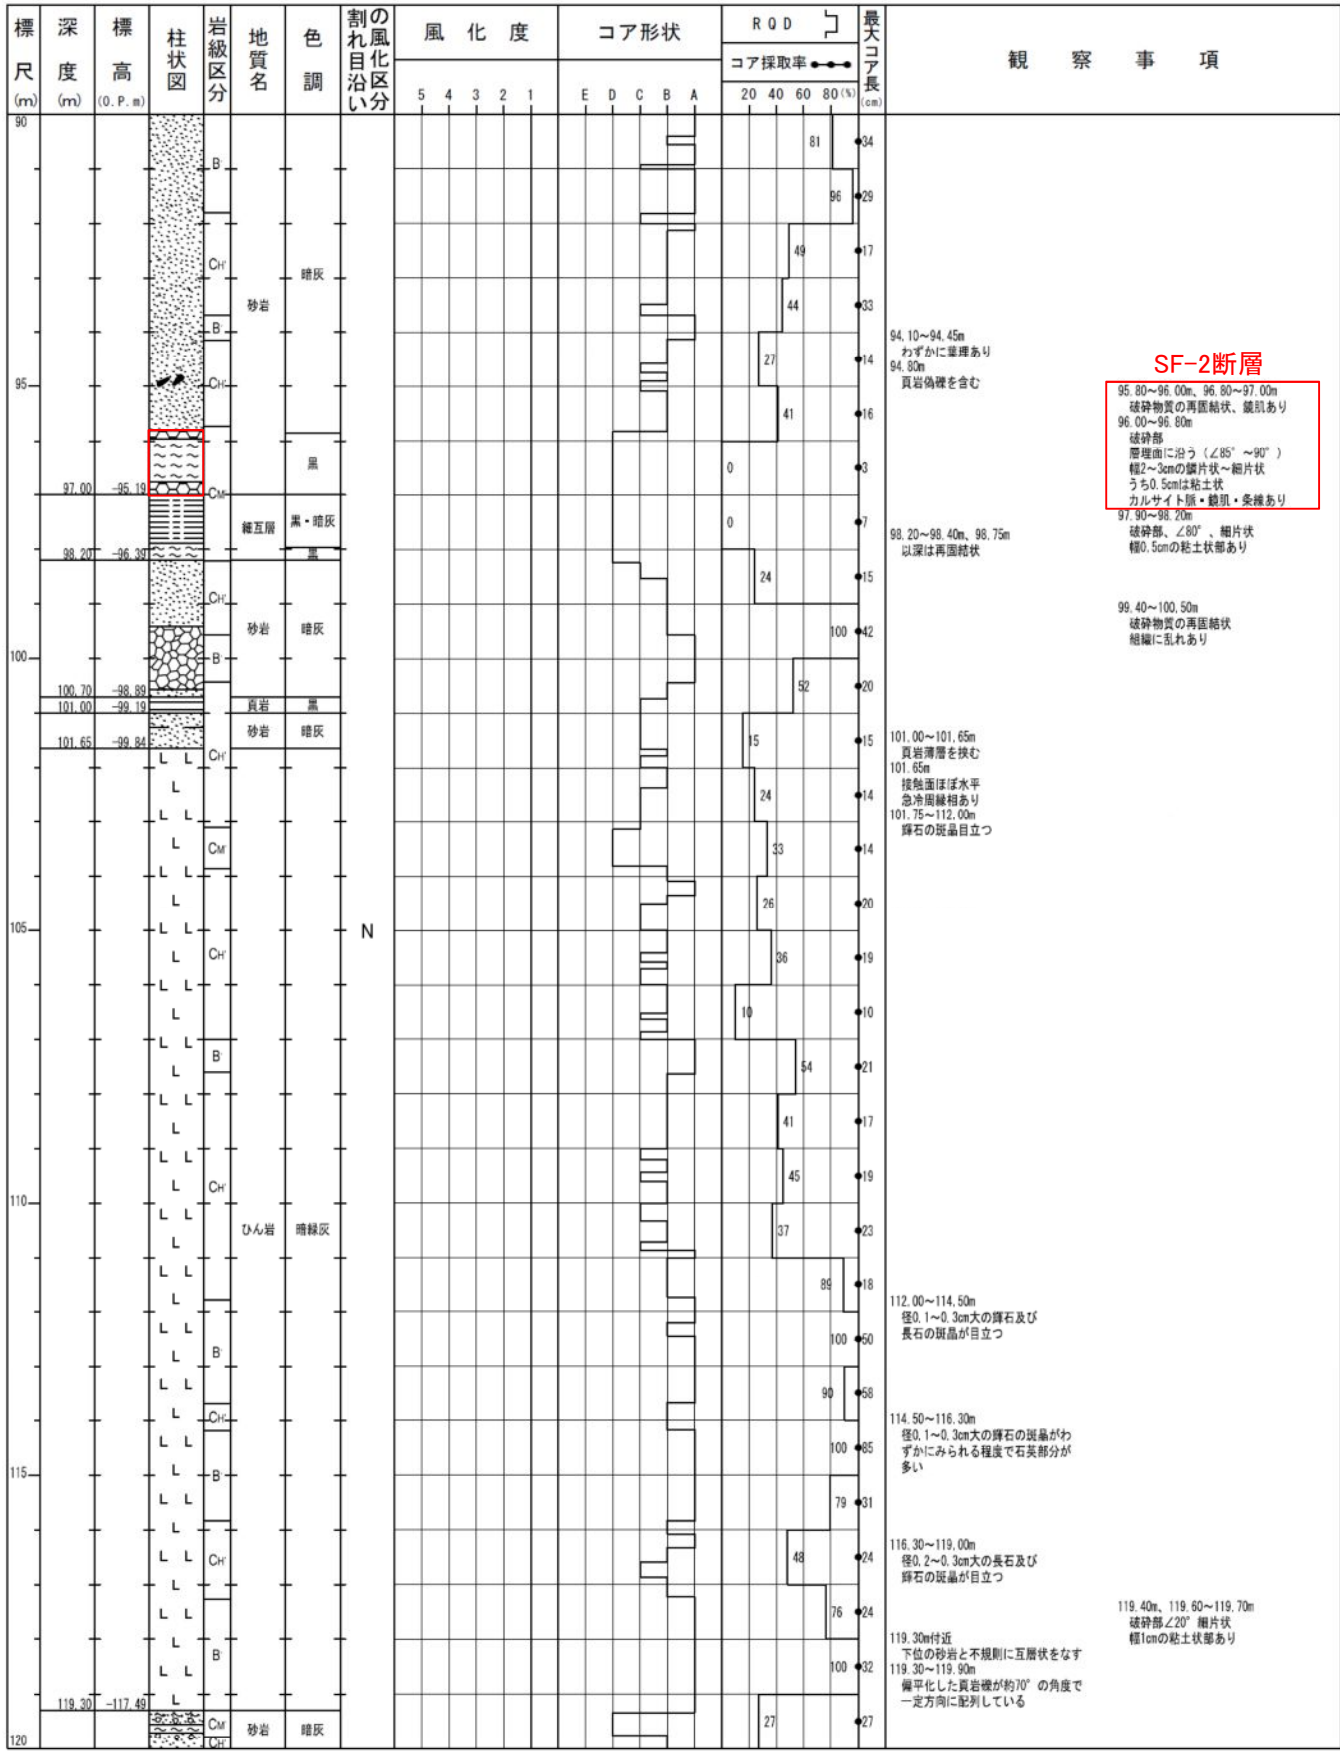 標尺(m)
深度(m)
標高(O.P.m)
柱状図
岩級区分
地質名
色調
割れ目沿いの風化区分
風化度
5 4 3 2 1
コア形状
E D C B A
RQD
コア採取率
20 40 60 80(%)
最大コア長(cm)
観察事項
90
95
100
105
110
115
120
97.00 -95.19
98.20 -96.39
100.70 -98.89
101.00 -99.19
101.65 -99.84
119.30 -117.49
B'
CH'
B'
CH'
CM'
CH'
B'
CH'
CM'
CH'
B'
CH'
B'
CH'
B'
CH'
B'
CM'
CH'
砂岩
細互層
砂岩
頁岩
砂岩
ひん岩
砂岩
暗灰
黒
黒・暗灰
黒
暗灰
黒
暗灰
暗緑灰
暗灰
N
81 34
96 29
49 17
44 33
27 14
41 16
0 3
0 7
24 15
100 42
52 20
15 15
24 14
33 14
26 20
36 19
10 10
54 21
41 17
45 19
37 23
89 18
100 50
90 58
100 85
79 31
48 24
76 24
100 32
27 27
94.10~94.45m
わずかに葉理あり
94.80m
頁岩偽礫を含む
98.20~98.40m、98.75m
以深は再固結状
101.00~101.65m
頁岩薄層を挟む
101.65m
接触面ほぼ水平
急冷周縁相あり
101.75~112.00m
輝石の斑晶目立つ
112.00~114.50m
径0.1~0.3cm大の輝石及び
長石の斑晶が目立つ
114.50~116.30m
径0.1~0.3cm大の輝石の斑晶がわ
ずかにみられる程度で石英部分が
多い
116.30~119.00m
径0.2~0.3cm大の長石及び
輝石の斑晶が目立つ
119.30m付近
下位の砂岩と不規則に互層状をなす
119.30~119.90m
偏平化した頁岩礫が約70°の角度で
一定方向に配列している
SF-2断層
95.80~96.00m、96.80~97.00m
破砕物質の再固結状、鏡肌あり
96.00~96.80m
破砕部
層理面に沿う（∠85°~90°）
幅2~3cmの鱗片状~細片状
うち0.5cmは粘土状
カルサイト脈・鏡肌・条線あり
97.90~98.20m
破砕部、∠80°、細片状
幅0.5cmの粘土状部あり
99.40~100.50m
破砕物質の再固結状
組織に乱れあり
119.40m、119.60~119.70m
破砕部∠20°細片状
幅1cmの粘土状部あり